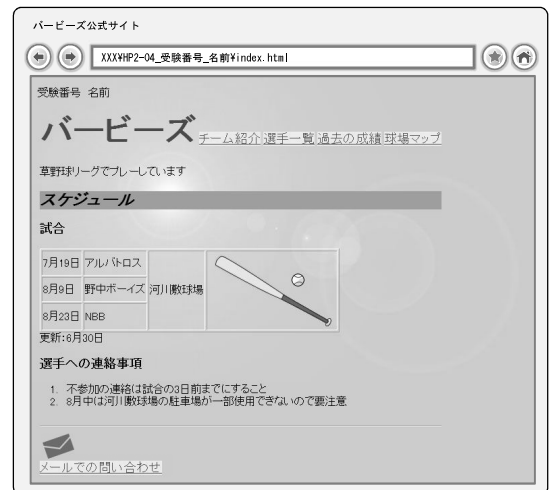 バービーズ公式サイト
XXX¥HP2-04_受験番号_名前¥index.html
受験番号 名前
バービーズ チーム紹介|選手一覧|過去の成績|球場マップ
草野球リーグでプレーしています
スケジュール
試合
7月19日 アルバトロス
8月9日 野中ボーイズ 河川敷球場
8月23日 NBB
更新:6月30日
選手への連絡事項
1. 不参加の連絡は試合の3日前までにすること
2. 8月中は河川敷球場の駐車場が一部使用できないので要注意
メールでの問い合わせ